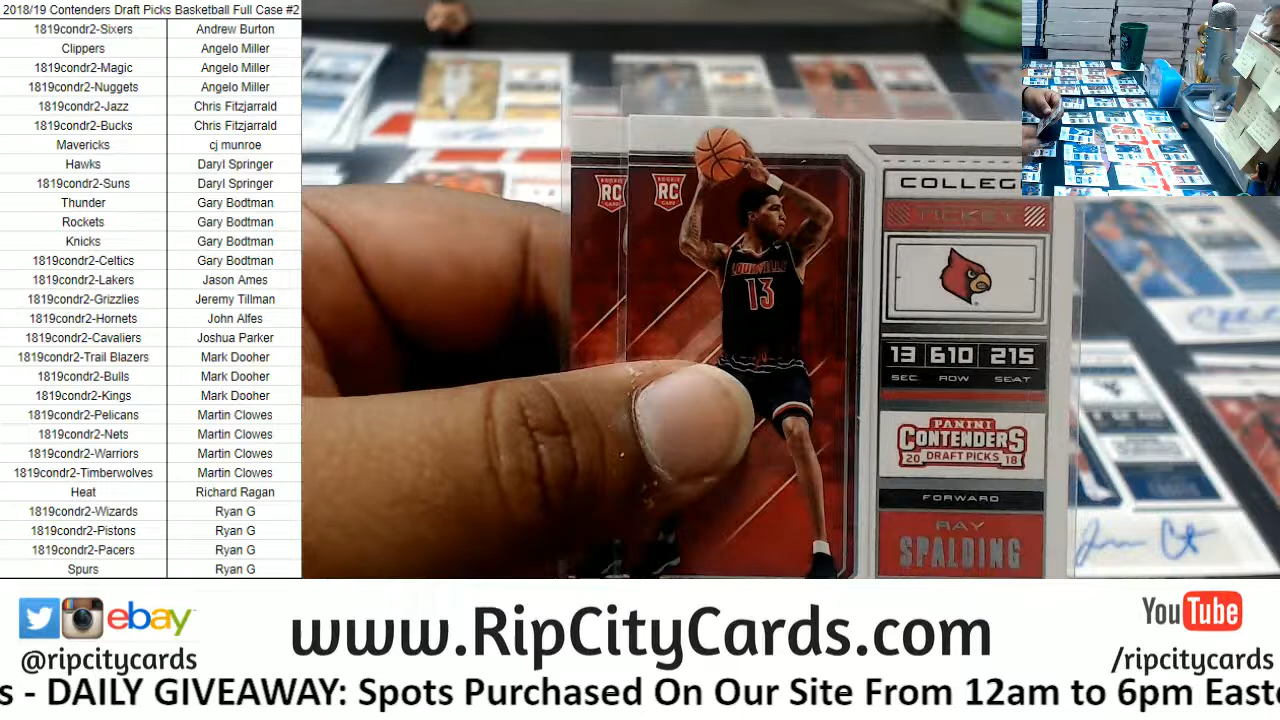 2018/19 Contenders Draft Picks Basketball Full Case #2
1819condr2-Sixers Andrew Burton
Clippers Angelo Miller
1819condr2-Magic Angelo Miller
1819condr2-Nuggets Angelo Miller
1819condr2-Jazz Chris Fitzjarrald
1819condr2-Bucks Chris Fitzjarrald
Mavericks cj munroe
Hawks Daryl Springer
1819condr2-Suns Daryl Springer
Thunder Gary Bodtman
Rockets Gary Bodtman
Knicks Gary Bodtman
1819condr2-Celtics Gary Bodtman
1819condr2-Lakers Jason Ames
1819condr2-Grizzlies Jeremy Tillman
1819condr2-Hornets John Alfes
1819condr2-Cavaliers Joshua Parker
1819condr2-Trail Blazers Mark Dooher
1819condr2-Bulls Mark Dooher
1819condr2-Kings Mark Dooher
1819condr2-Pelicans Martin Clowes
1819condr2-Nets Martin Clowes
1819condr2-Warriors Martin Clowes
1819condr2-Timberwolves Martin Clowes
Heat Richard Ragan
1819condr2-Wizards Ryan G
1819condr2-Pistons Ryan G
1819condr2-Pacers Ryan G
Spurs Ryan G
ROOKIE RC CARD
ROOKIE RC CARD
LOUISVILLE
13
COLLEG
TICKET
13 610 215
SEC. ROW SEAT
PANINI
CONTENDERS
20 DRAFT PICKS 18
FORWARD
RAY
SPALDING
ebay
@ripcitycards
www.RipCityCards.com
YouTube
/ripcitycards
s - DAILY GIVEAWAY: Spots Purchased On Our Site From 12am to 6pm Easte